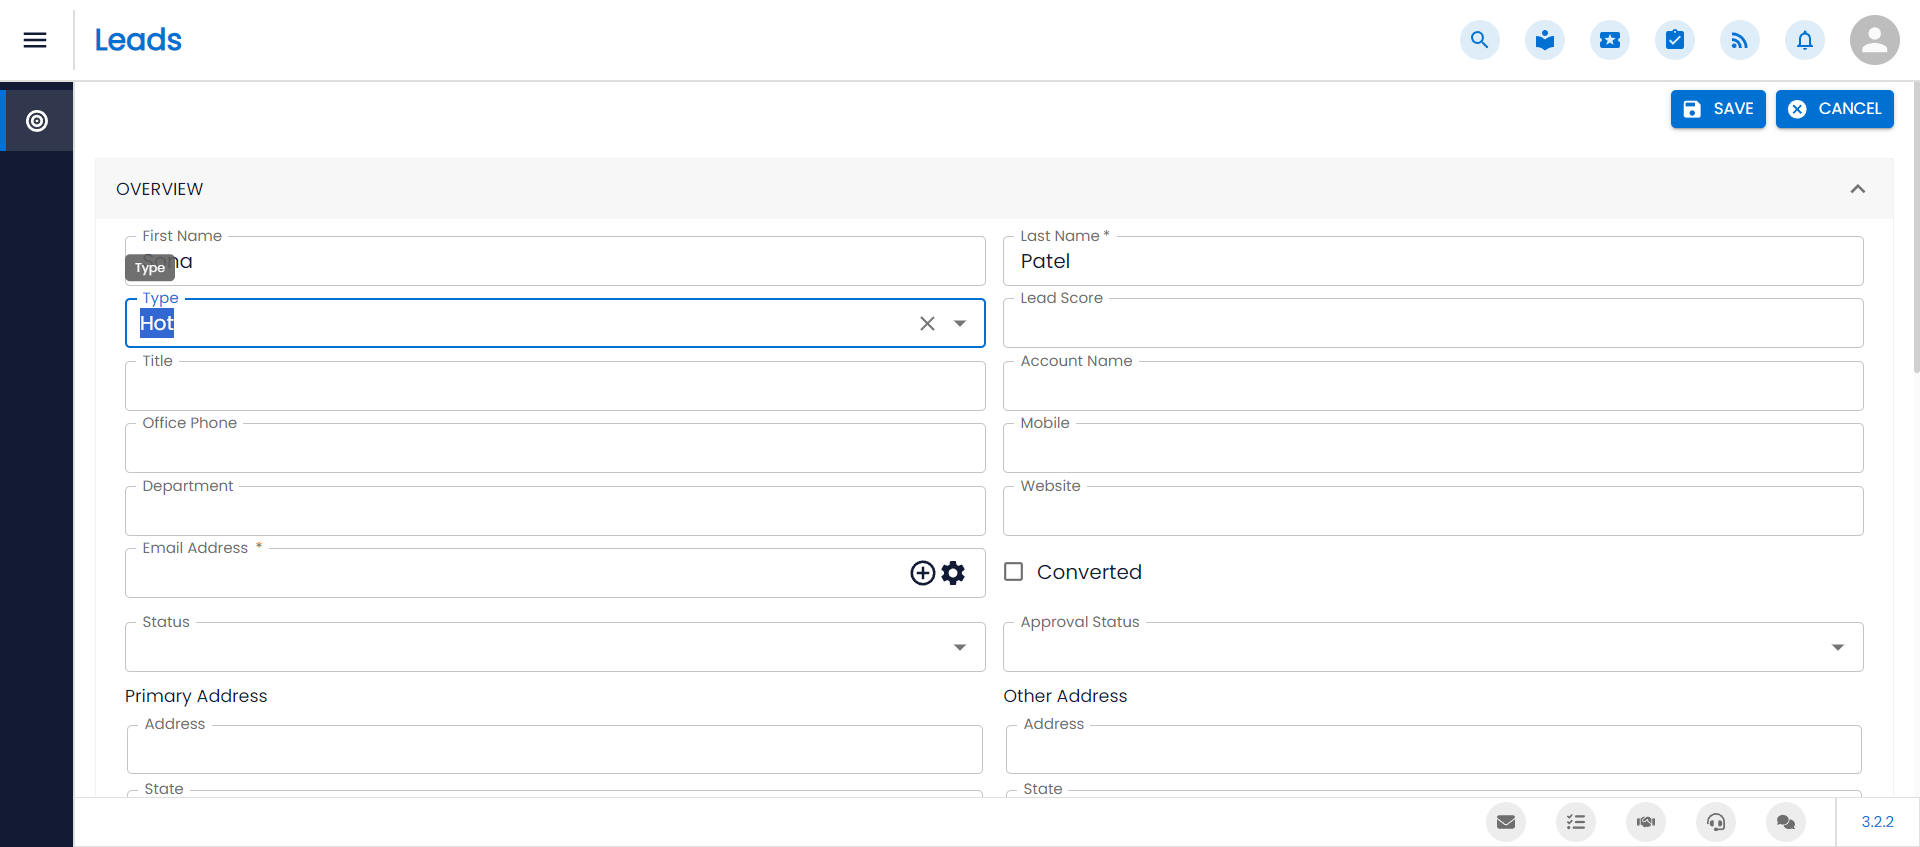 Leads
SAVE
CANCEL
OVERVIEW
First Name
Last Name *
Patel
Type
Type
Hot
Lead Score
Title
Account Name
Office Phone
Mobile
Department
Website
Email Address *
Converted
Status
Approval Status
Primary Address
Other Address
Address
Address
State
State
3.2.2